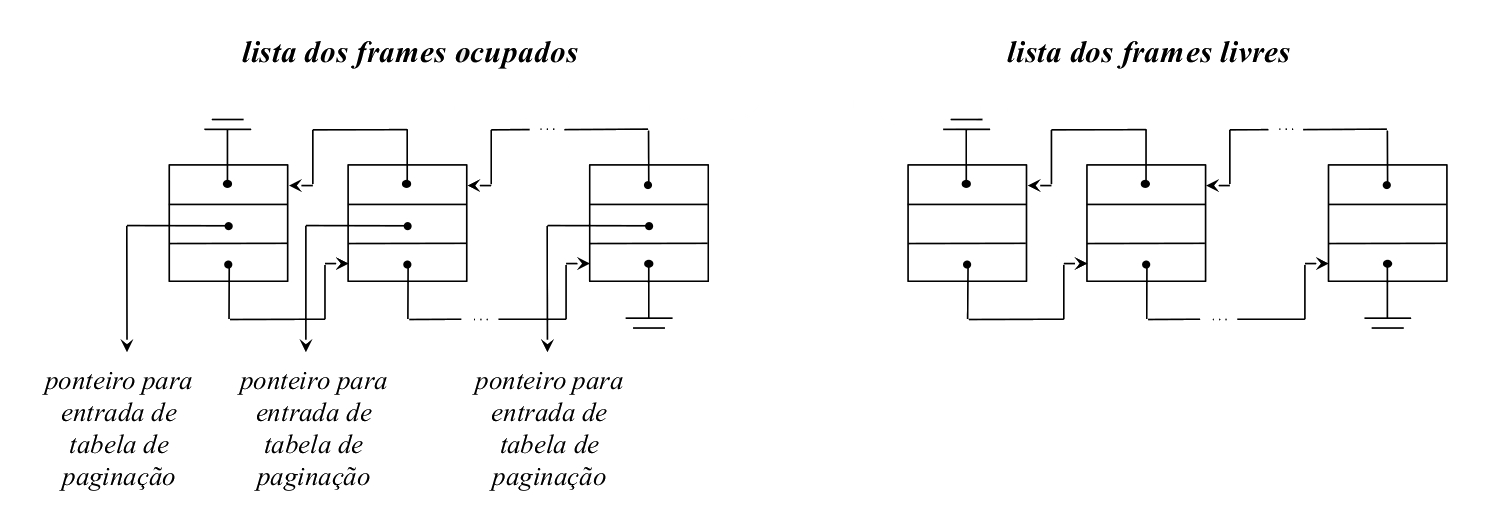 lista dos frames ocupados
lista dos frames livres
...
...
...
...
ponteiro para
entrada de
tabela de
paginação
ponteiro para
entrada de
tabela de
paginação
ponteiro para
entrada de
tabela de
paginação